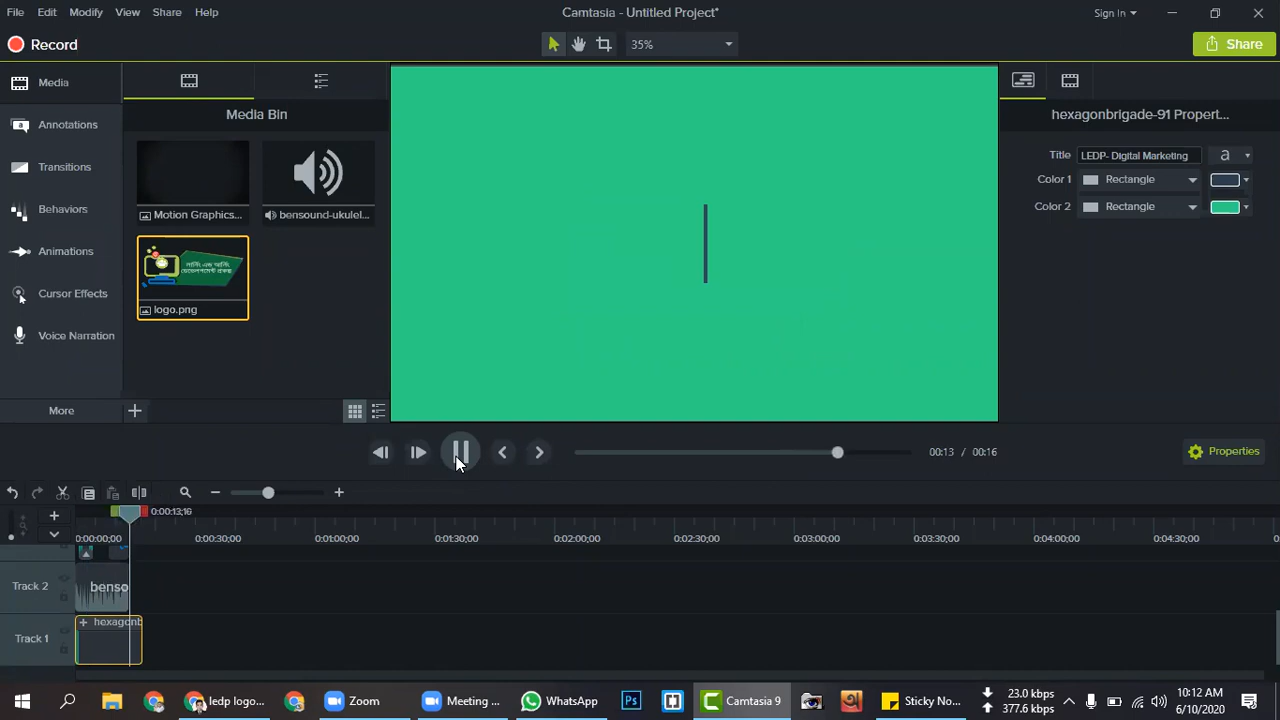 File Edit Modify View Share Help
Camtasia - Untitled Project*
Sign In
Record
35%
Share
Media
Annotations
Transitions
Behaviors
Animations
Cursor Effects
Voice Narration
More
Media Bin
Motion Graphics...
bensound-ukulel...
লার্নিং এন্ড আর্নিং
ডেভেলপমেন্ট প্রকল্প
logo.png
hexagonbrigade-91 Propert...
Title LEDP- Digital Marketing a
Color 1 Rectangle
Color 2 Rectangle
00:13 / 00:16
Properties
0:00:13;16
0:00:00;00 0:00:30;00 0:01:00;00 0:01:30;00 0:02:00;00 0:02:30;00 0:03:00;00 0:03:30;00 0:04:00;00 0:04:30;00
Track 2 benso
Track 1 hexagonb
ledp logo... Zoom Meeting ... WhatsApp Ps Camtasia 9 Sticky No...
23.0 kbps
377.6 kbps
10:12 AM
6/10/2020